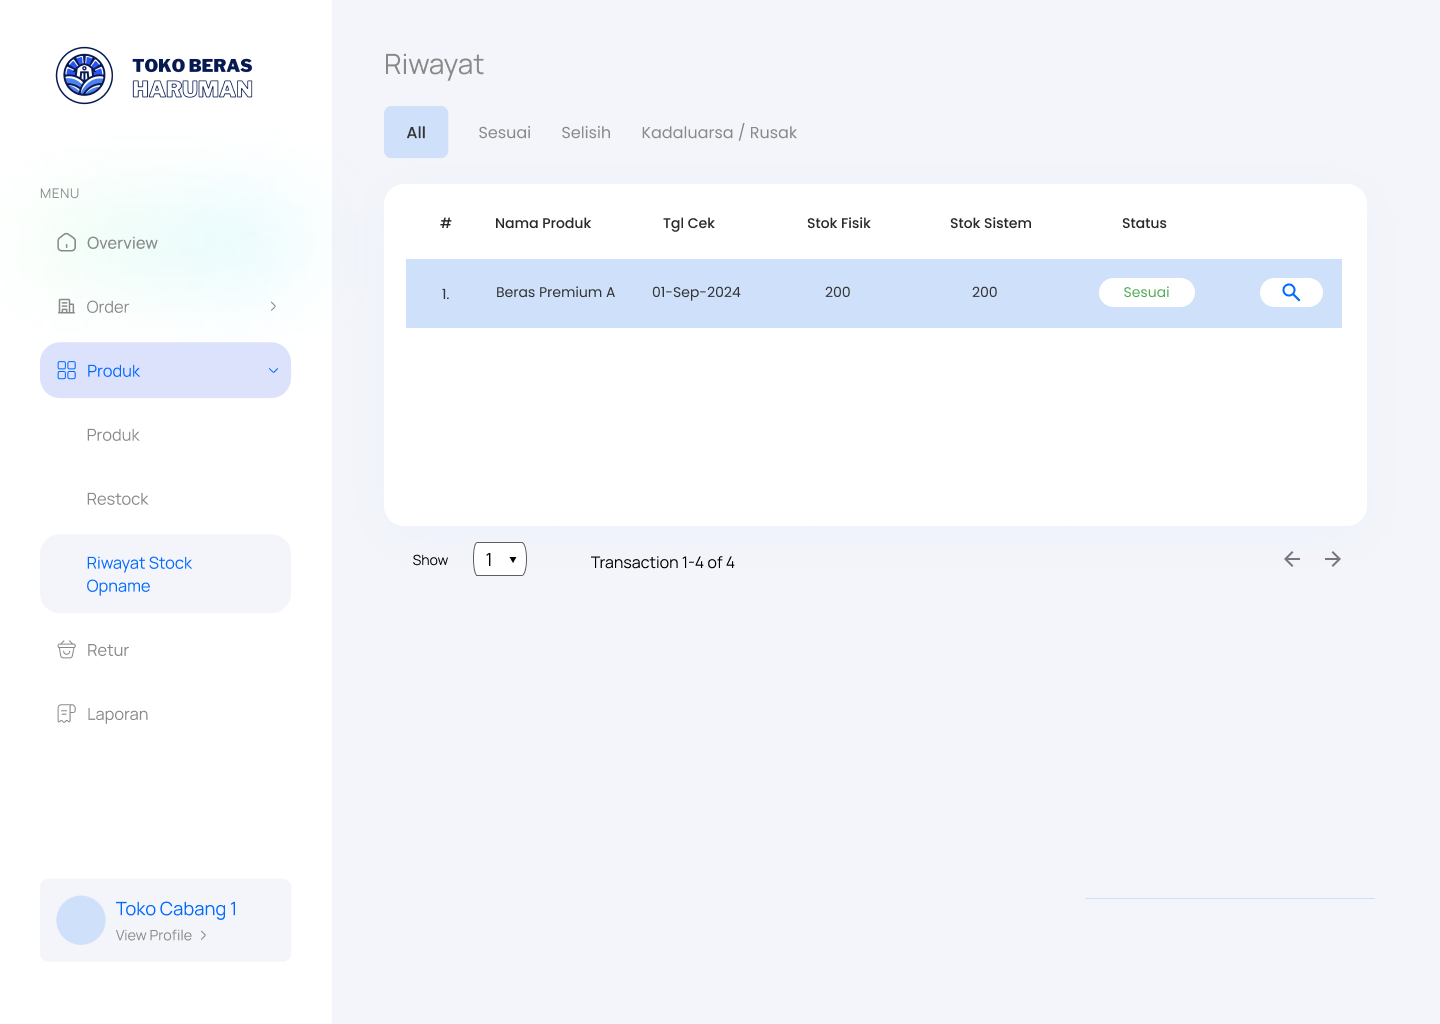 TOKO BERAS
HARUMAN
MENU
Overview
Order
Produk
Produk
Restock
Riwayat Stock
Opname
Retur
Laporan
Toko Cabang 1
View Profile
Riwayat
All Sesuai Selisih Kadaluarsa / Rusak
# Nama Produk Tgl Cek Stok Fisik Stok Sistem Status
1. Beras Premium A 01-Sep-2024 200 200 Sesuai
Show 1 Transaction 1-4 of 4